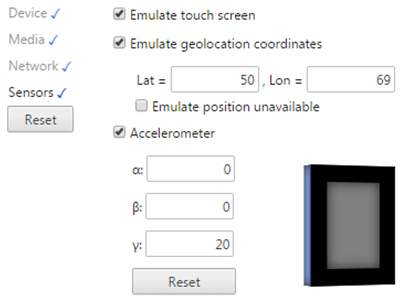 Device ✓
Media ✓
Network ✓
Sensors ✓
Reset
Emulate touch screen
Emulate geolocation coordinates
Lat = 50 , Lon = 69
Emulate position unavailable
Accelerometer
α: 0
β: 0
γ: 20
Reset